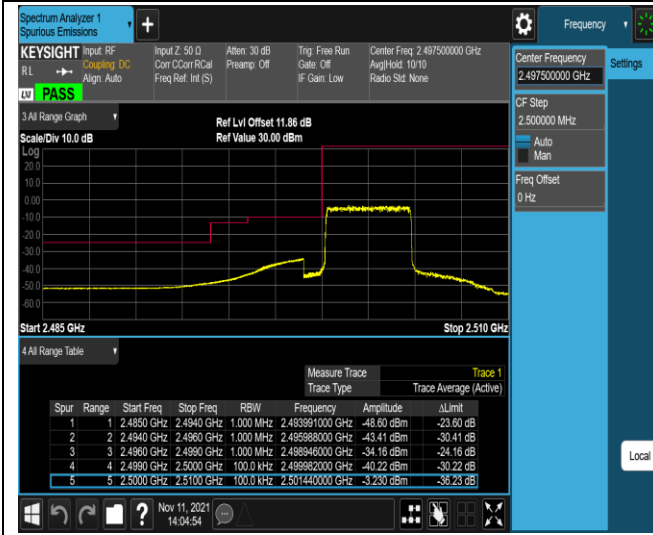 Spectrum Analyzer 1
Spurious Emissions
+
Frequency
KEYSIGHT Input: RF Input Z: 50 Ω Atten: 30 dB Trig: Free Run Center Freq: 2.497500000 GHz
RL Coupling: DC Corr CCorr RCal Preamp: Off Gate: Off Avg|Hold: 10/10
Align: Auto Freq Ref: Int (S) IF Gain: Low Radio Std: None
LXI PASS
Center Frequency
2.497500000 GHz
Settings
CF Step
2.500000 MHz
Auto
Man
Freq Offset
0 Hz
3 All Range Graph
Ref Lvl Offset 11.86 dB
Scale/Div 10.0 dB Ref Value 30.00 dBm
Log
20.0
10.0
0.00
-10.0
-20.0
-30.0
-40.0
-50.0
-60.0
Start 2.485 GHz Stop 2.510 GHz
4 All Range Table
Measure Trace Trace 1
Trace Type Trace Average (Active)
Spur Range Start Freq Stop Freq RBW Frequency Amplitude ΔLimit
1 1 2.4850 GHz 2.4940 GHz 1.000 MHz 2.493991000 GHz -48.60 dBm -23.60 dB
2 2 2.4940 GHz 2.4960 GHz 1.000 MHz 2.495988000 GHz -43.41 dBm -30.41 dB
3 3 2.4960 GHz 2.4990 GHz 1.000 MHz 2.498946000 GHz -34.16 dBm -24.16 dB
4 4 2.4990 GHz 2.5000 GHz 100.0 kHz 2.499982000 GHz -40.22 dBm -30.22 dB
5 5 2.5000 GHz 2.5100 GHz 100.0 kHz 2.501440000 GHz -3.230 dBm -36.23 dB
Local
?
Nov 11, 2021
14:04:54